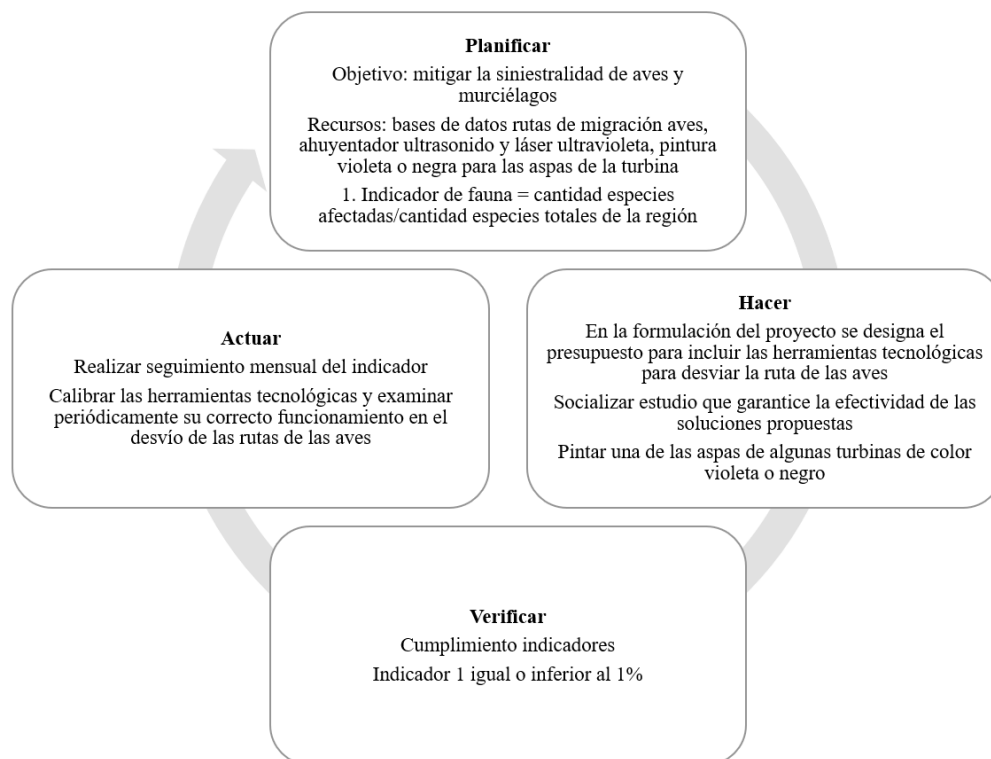 Planificar
Objetivo: mitigar la siniestralidad de aves y
murciélagos
Recursos: bases de datos rutas de migración aves,
ahuyentador ultrasonido y láser ultravioleta, pintura
violeta o negra para las aspas de la turbina
1. Indicador de fauna = cantidad especies
afectadas/cantidad especies totales de la región
Hacer
En la formulación del proyecto se designa el
presupuesto para incluir las herramientas tecnológicas
para desviar la ruta de las aves
Socializar estudio que garantice la efectividad de las
soluciones propuestas
Pintar una de las aspas de algunas turbinas de color
violeta o negro
Verificar
Cumplimiento indicadores
Indicador 1 igual o inferior al 1%
Actuar
Realizar seguimiento mensual del indicador
Calibrar las herramientas tecnológicas y examinar
periódicamente su correcto funcionamiento en el
desvío de las rutas de las aves